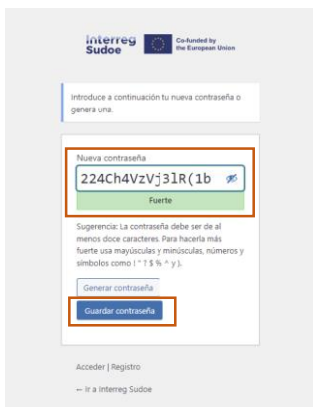 Interreg
Sudoe
Co-funded by
the European Union
Introduce a continuación tu nueva contraseña o
genera una.
Nueva contraseña
224Ch4VzVj3lR(1b
Fuerte
Sugerencia: La contraseña debe ser de al
menos doce caracteres. Para hacerla más
fuerte usa mayúsculas y minúsculas, números y
símbolos como ! " ? $ % ^ y ).
Generar contraseña
Guardar contraseña
Acceder | Registro
← Ir a Interreg Sudoe